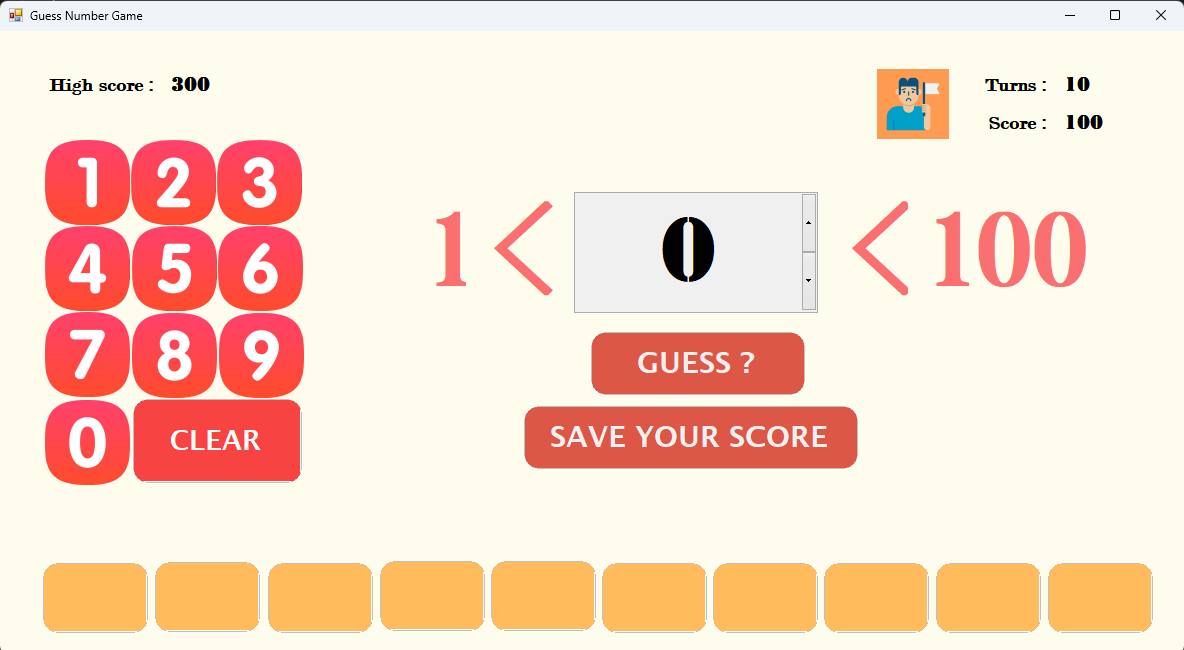 Guess Number Game
High score : 300
Turns : 10
Score : 100
1 2 3
4 5 6
7 8 9
0 CLEAR
1 < 0 < 100
GUESS ?
SAVE YOUR SCORE